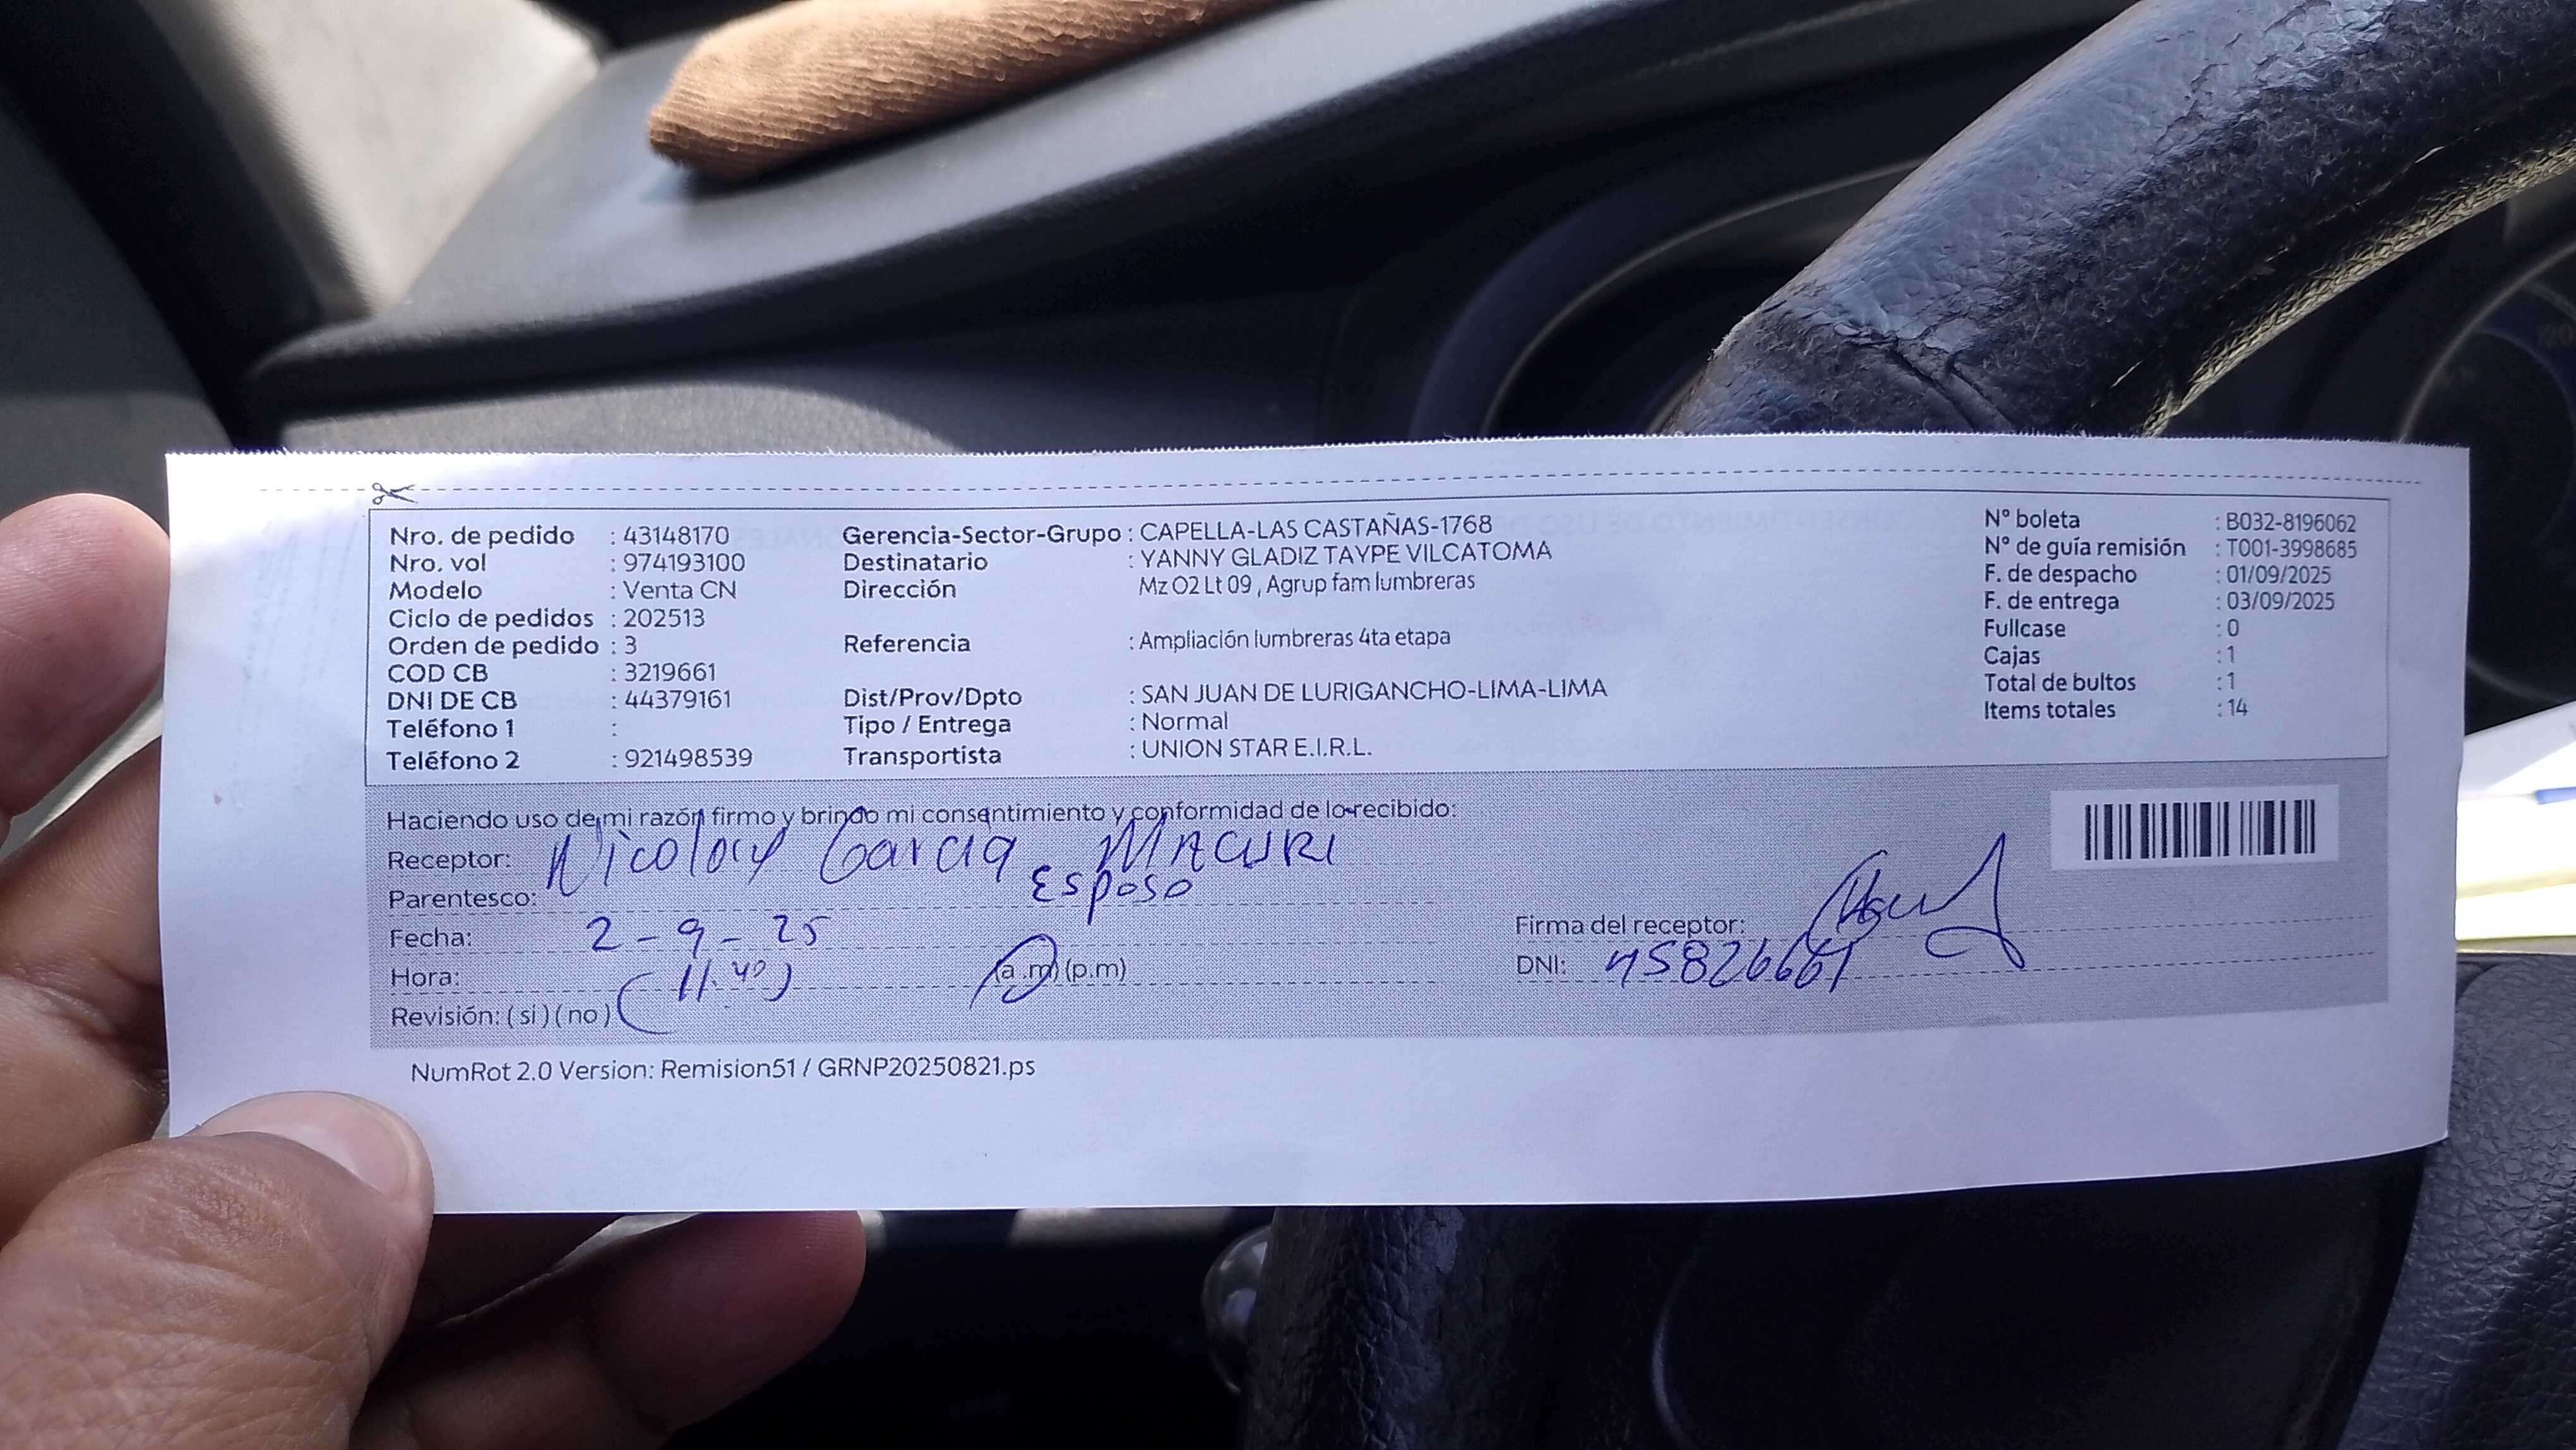 Nro. de pedido : 43148170
Nro. vol : 974193100
Modelo : Venta CN
Ciclo de pedidos : 202513
Orden de pedido : 3
COD CB : 3219661
DNI DE CB : 44379161
Teléfono 1 :
Teléfono 2 : 921498539
Gerencia-Sector-Grupo : CAPELLA-LAS CASTAÑAS-1768
Destinatario : YANNY GLADIZ TAYPE VILCATOMA
Dirección Mz O2 Lt 09 , Agrup fam lumbreras
Referencia : Ampliación lumbreras 4ta etapa
Dist/Prov/Dpto : SAN JUAN DE LURIGANCHO-LIMA-LIMA
Tipo / Entrega : Normal
Transportista : UNION STAR E.I.R.L.
N° boleta : B032-8196062
N° de guía remisión : T001-3998685
F. de despacho : 01/09/2025
F. de entrega : 03/09/2025
Fullcase : 0
Cajas : 1
Total de bultos : 1
Items totales : 14
Haciendo uso de mi razón firmo y brindo mi consentimiento y conformidad de lo recibido:
Receptor: Garcia MACURI
Parentesco: Esposo
Fecha: 2-9-25
Hora: (11:40) (a.m) (p.m)
Revisión: (si) (no)
Firma del receptor:
DNI:
NumRot 2.0 Version: Remision51 / GRNP20250821.ps